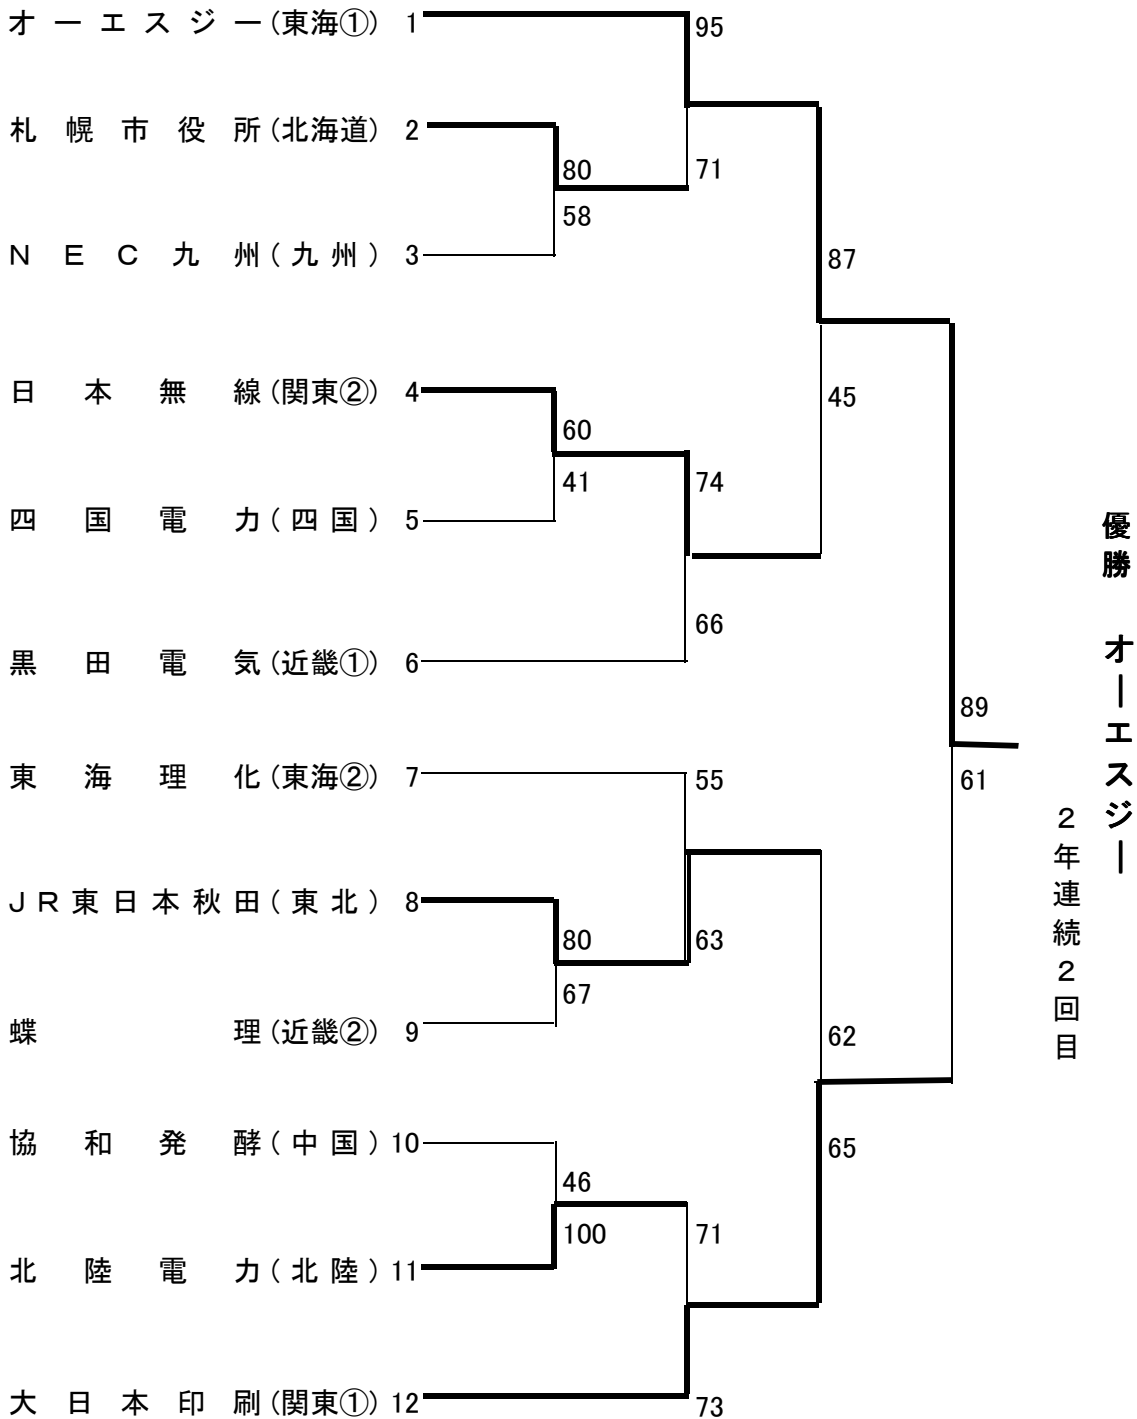 オーエスジー(東海①) 1
95
札幌市役所(北海道) 2
80
71
58
NEC九州(九州) 3
87
日本無線(関東②) 4
45
60
41
74
四国電力(四国) 5
66
黒田電気(近畿①) 6
89
東海理化(東海②) 7
55
61
JR東日本秋田(東北) 8
80
63
67
蝶理(近畿②) 9
62
協和発酵(中国) 10
65
46
100
71
北陸電力(北陸) 11
大日本印刷(関東①) 12
73
優勝 オーエスジー
2年連続2回目